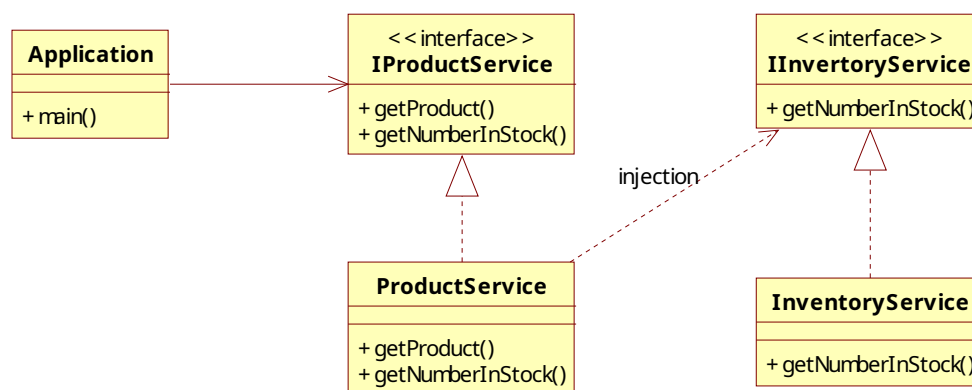 Application
+ main()
<<interface>>
IProductService
+ getProduct()
+ getNumberInStock()
<<interface>>
IInvertoryService
+ getNumberInStock()
injection
ProductService
+ getProduct()
+ getNumberInStock()
InventoryService
+ getNumberInStock()